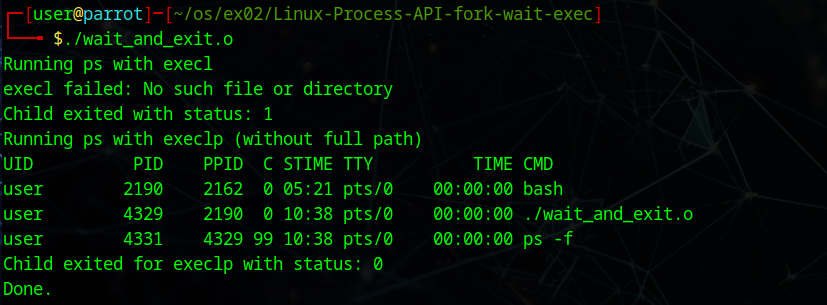 [user@parrot]-[~/os/ex02/Linux-Process-API-fork-wait-exec]
$./wait_and_exit.o
Running ps with execl
execl failed: No such file or directory
Child exited with status: 1
Running ps with execlp (without full path)
UID          PID    PPID  C STIME TTY          TIME CMD
user        2190    2162  0 05:21 pts/0    00:00:00 bash
user        4329    2190  0 10:38 pts/0    00:00:00 ./wait_and_exit.o
user        4331    4329 99 10:38 pts/0    00:00:00 ps -f
Child exited for execlp with status: 0
Done.